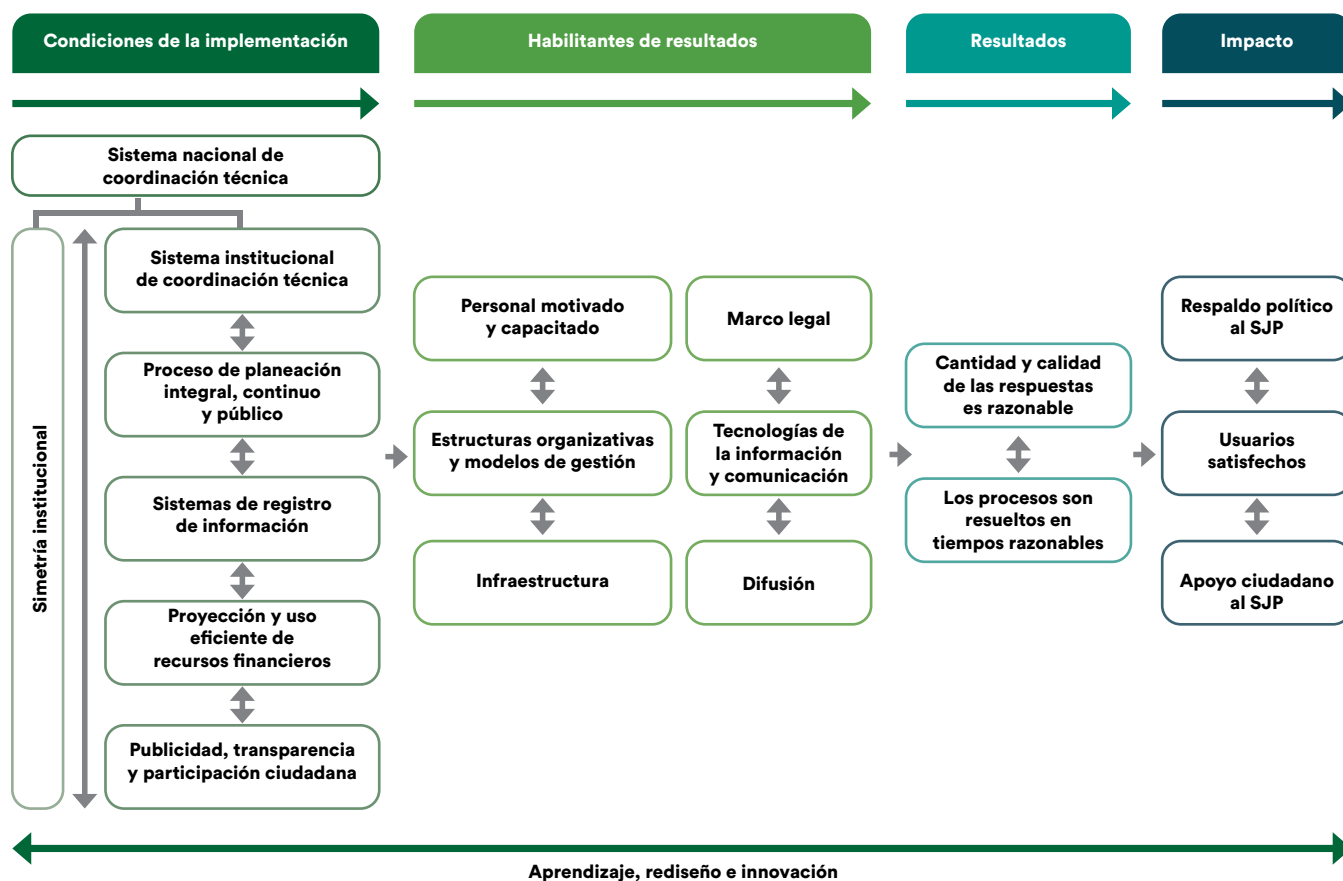 Condiciones de la implementación
Habilitantes de resultados
Resultados
Impacto
Sistema nacional de
coordinación técnica
Simetría institucional
Sistema institucional
de coordinación técnica
Proceso de planeación
integral, continuo
y público
Sistemas de registro
de información
Proyección y uso
eficiente de
recursos financieros
Publicidad, transparencia
y participación ciudadana
Personal motivado
y capacitado
Estructuras organizativas
y modelos de gestión
Infraestructura
Marco legal
Tecnologías de
la información
y comunicación
Difusión
Cantidad y calidad
de las respuestas
es razonable
Los procesos son
resueltos en
tiempos razonables
Respaldo político
al SJP
Usuarios
satisfechos
Apoyo ciudadano
al SJP
Aprendizaje, rediseño e innovación